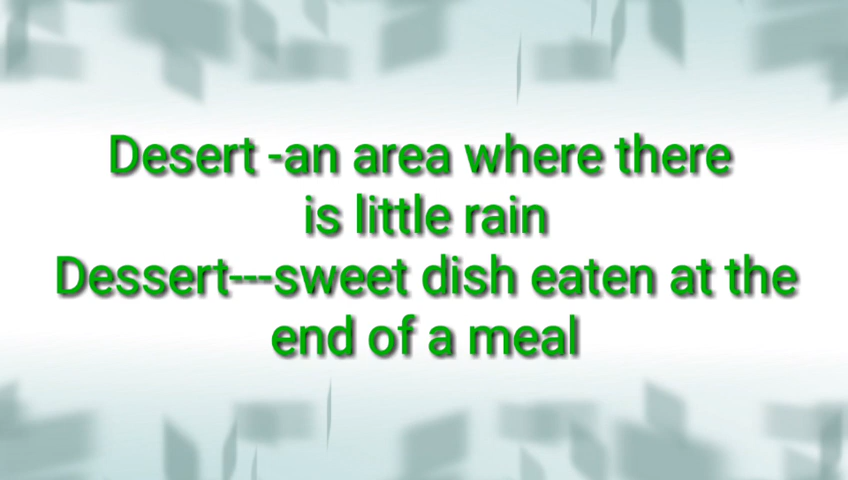 Desert -an area where there
is little rain
Dessert---sweet dish eaten at the
end of a meal